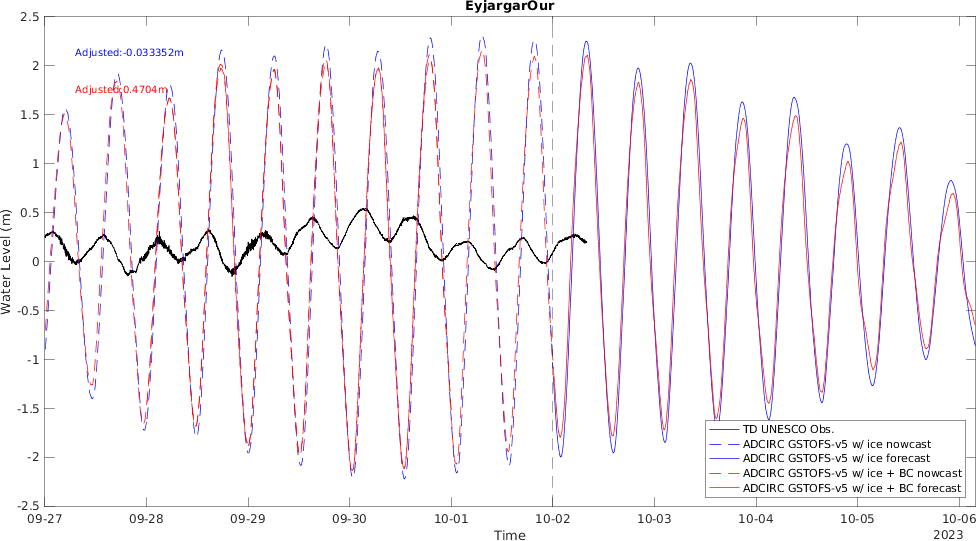 EyjargarOur
Adjusted:-0.033352m
Adjusted:0.4704m
Water Level (m)
2.5
2
1.5
1
0.5
0
-0.5
-1
-1.5
-2
-2.5
TD UNESCO Obs.
ADCIRC GSTOFS-v5 w/ ice nowcast
ADCIRC GSTOFS-v5 w/ ice forecast
ADCIRC GSTOFS-v5 w/ ice + BC nowcast
ADCIRC GSTOFS-v5 w/ ice + BC forecast
09-27 09-28 09-29 09-30 10-01 10-02 10-03 10-04 10-05 10-06
Time
2023